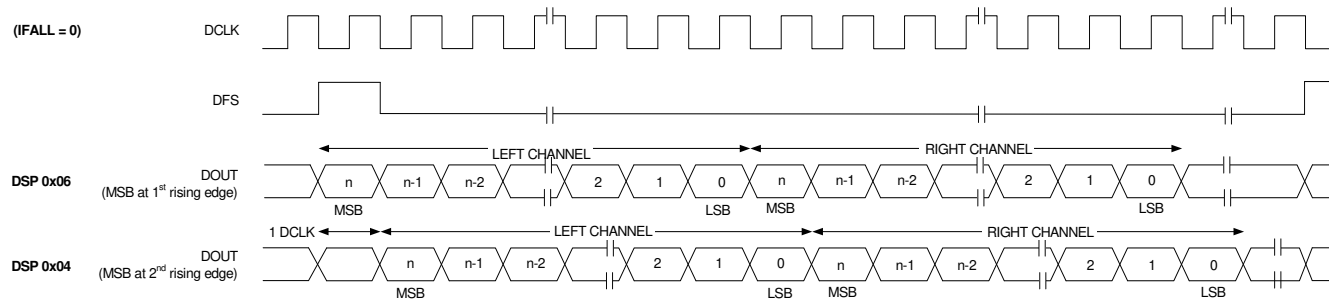 (IFALL = 0) DCLK
DFS
LEFT CHANNEL RIGHT CHANNEL
DSP 0x06 DOUT n n-1 n-2 2 1 0 n n-1 n-2 2 1 0
(MSB at 1st rising edge)
MSB LSB MSB LSB
1 DCLK LEFT CHANNEL RIGHT CHANNEL
DSP 0x04 DOUT n n-1 n-2 2 1 0 n n-1 n-2 2 1 0
(MSB at 2nd rising edge)
MSB LSB MSB LSB